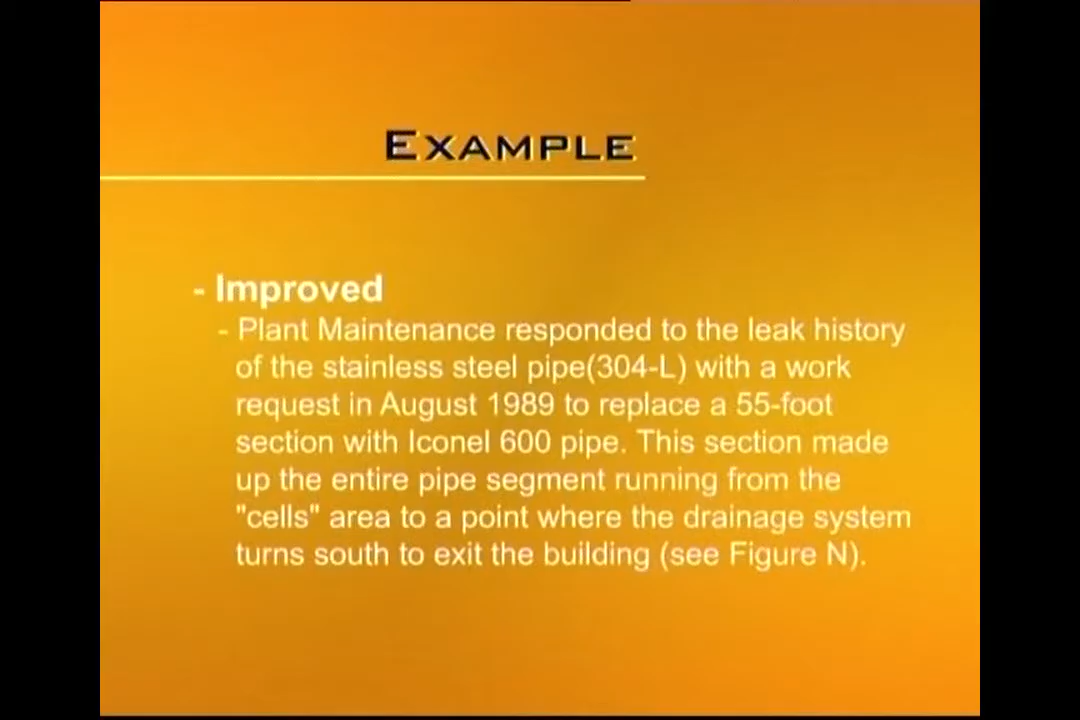 EXAMPLE
- Improved
- Plant Maintenance responded to the leak history
of the stainless steel pipe(304-L) with a work
request in August 1989 to replace a 55-foot
section with Iconel 600 pipe. This section made
up the entire pipe segment running from the
"cells" area to a point where the drainage system
turns south to exit the building (see Figure N).